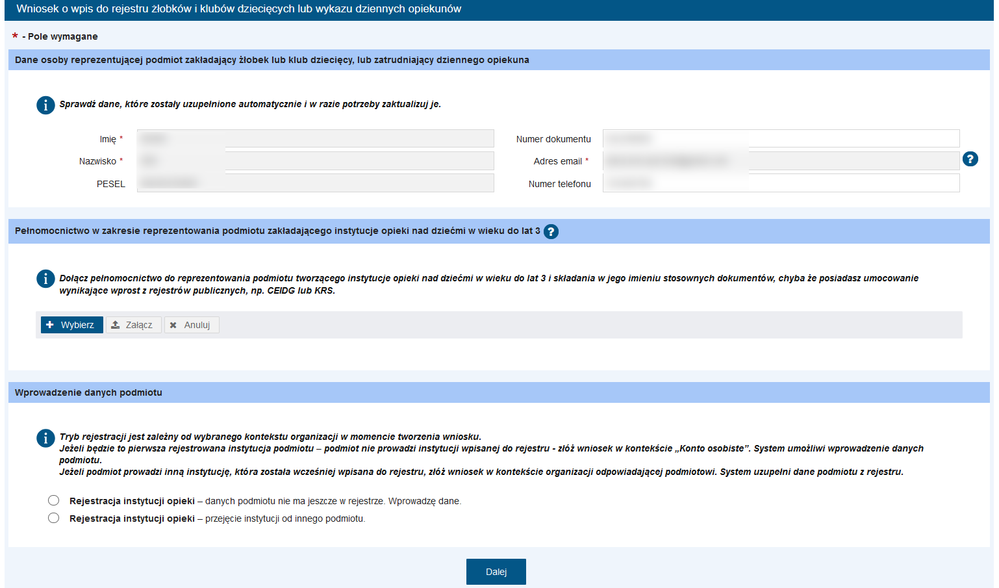 Wniosek o wpis do rejestru żłobków i klubów dziecięcych lub wykazu dziennych opiekunów
* - Pole wymagane
Dane osoby reprezentującej podmiot zakładający żłobek lub klub dziecięcy, lub zatrudniający dziennego opiekuna
Sprawdź dane, które zostały uzupełnione automatycznie i w razie potrzeby zaktualizuj je.
Imię *
Numer dokumentu
Nazwisko *
Adres email *
PESEL
Numer telefonu
Pełnomocnictwo w zakresie reprezentowania podmiotu zakładającego instytucje opieki nad dziećmi w wieku do lat 3
Dołącz pełnomocnictwo do reprezentowania podmiotu tworzącego instytucje opieki nad dziećmi w wieku do lat 3 i składania w jego imieniu stosownych dokumentów, chyba że posiadasz umocowanie
wynikające wprost z rejestrów publicznych, np. CEIDG lub KRS.
Wybierz Załącz Anuluj
Wprowadzenie danych podmiotu
Tryb rejestracji jest zależny od wybranego kontekstu organizacji w momencie tworzenia wniosku.
Jeżeli będzie to pierwsza rejestrowana instytucja podmiotu – podmiot nie prowadzi instytucji wpisanej do rejestru - złóż wniosek w kontekście „Konto osobiste”. System umożliwi wprowadzenie danych
podmiotu.
Jeżeli podmiot prowadzi inną instytucję, która została wcześniej wpisana do rejestru, złóż wniosek w kontekście organizacji odpowiadającej podmiotowi. System uzupełni dane podmiotu z rejestru.
Rejestracja instytucji opieki – danych podmiotu nie ma jeszcze w rejestrze. Wprowadzę dane.
Rejestracja instytucji opieki – przejęcie instytucji od innego podmiotu.
Dalej